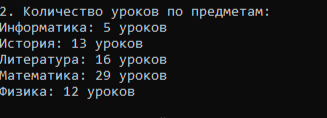 2. Количество уроков по предметам:
Информатика: 5 уроков
История: 13 уроков
Литература: 16 уроков
Математика: 29 уроков
Физика: 12 уроков